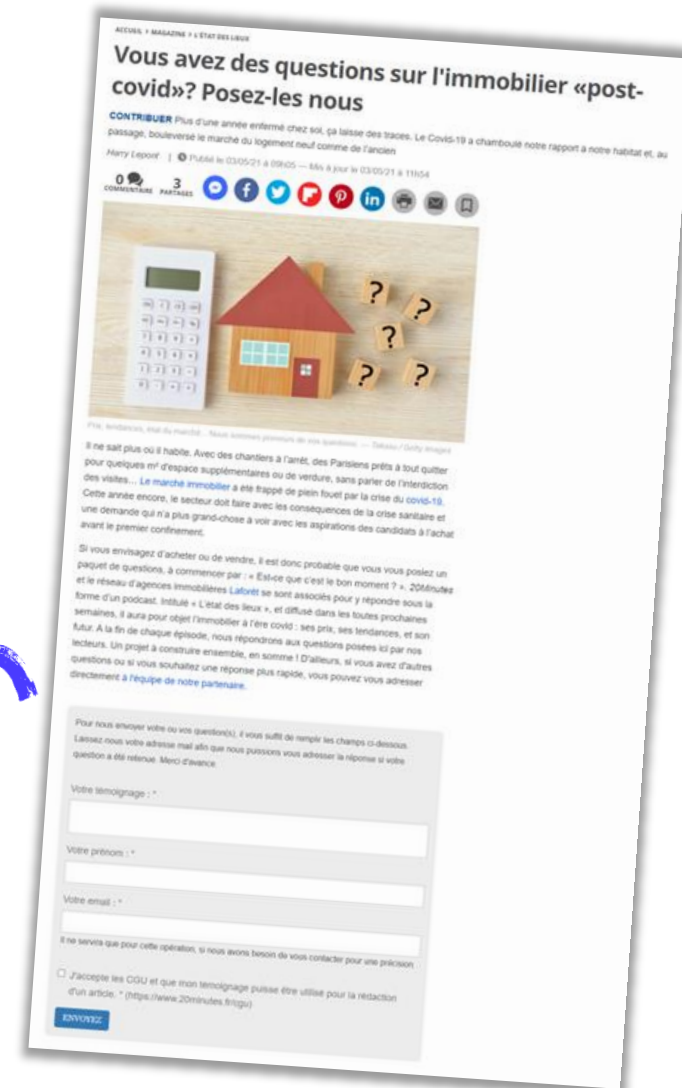 ACCUEIL > MAGAZINE > L'ÉTAT DES LIEUX
Vous avez des questions sur l'immobilier «post-
covid»? Posez-les nous
CONTRIBUER Plus d'une année enfermé chez soi, ça laisse des traces. Le Covid-19 a chamboulé notre rapport a notre habitat et, au
passage, bouleversé le marché du logement neuf comme de l'ancien
Harry Lepont | Publié le 03/05/21 à 09h05 — Mis à jour le 03/05/21 à 11h54
0 3
COMMENTAIRE PARTAGES
? ? ? ? ?
Prix, tendances, état du marché... Nous sommes preneurs de vos questions. — Takasu / Getty Images
Il ne sait plus où il habite. Avec des chantiers à l'arrêt, des Parisiens prêts à tout quitter
pour quelques m² d'espace supplémentaires ou de verdure, sans parler de l'interdiction
des visites… Le marché immobilier a été frappé de plein fouet par la crise du covid-19.
Cette année encore, le secteur doit faire avec les conséquences de la crise sanitaire et
une demande qui n'a plus grand-chose à voir avec les aspirations des candidats à l'achat
avant le premier confinement.
Si vous envisagez d'acheter ou de vendre, il est donc probable que vous vous posiez un
paquet de questions, à commencer par : « Est-ce que c'est le bon moment ? ». 20Minutes
et le réseau d'agences immobilières Laforêt se sont associés pour y répondre sous la
forme d'un podcast. Intitulé « L'état des lieux », et diffusé dans les toutes prochaines
semaines, il aura pour objet l'immobilier à l'ère covid : ses prix, ses tendances, et son
futur. A la fin de chaque épisode, nous répondrons aux questions posées ici par nos
lecteurs. Un projet à construire ensemble, en somme ! D'ailleurs, si vous avez d'autres
questions ou si vous souhaitez une réponse plus rapide, vous pouvez vous adresser
directement à l'équipe de notre partenaire.
Pour nous envoyer votre ou vos question(s), il vous suffit de remplir les champs ci-dessous.
Laissez-nous votre adresse mail afin que nous puissions vous adresser la réponse si votre
question a été retenue. Merci d'avance.
Votre témoignage : *
Votre prénom : *
Votre email : *
Il ne servira que pour cette opération, si nous avons besoin de vous contacter pour une précision
J'accepte les CGU et que mon témoignage puisse être utilisé pour la rédaction
d'un article. * (https://www.20minutes.fr/cgu)
ENVOYEZ